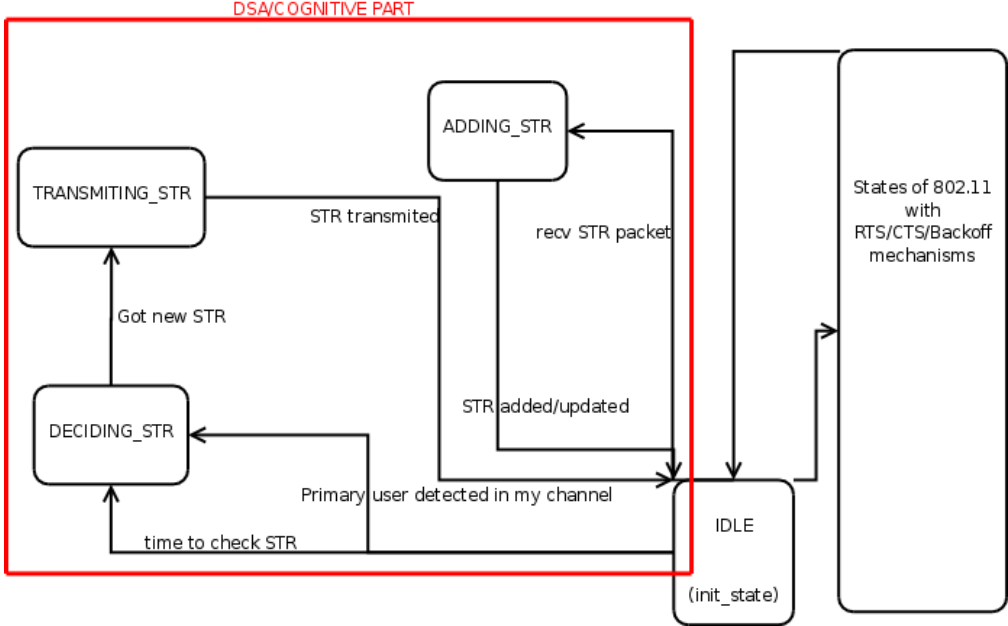 DSA/COGNITIVE PART
ADDING_STR
TRANSMITING_STR
STR transmited
recv STR packet
States of 802.11
with
RTS/CTS/Backoff
mechanisms
Got new STR
STR added/updated
DECIDING_STR
Primary user detected in my channel
time to check STR
IDLE
(init_state)